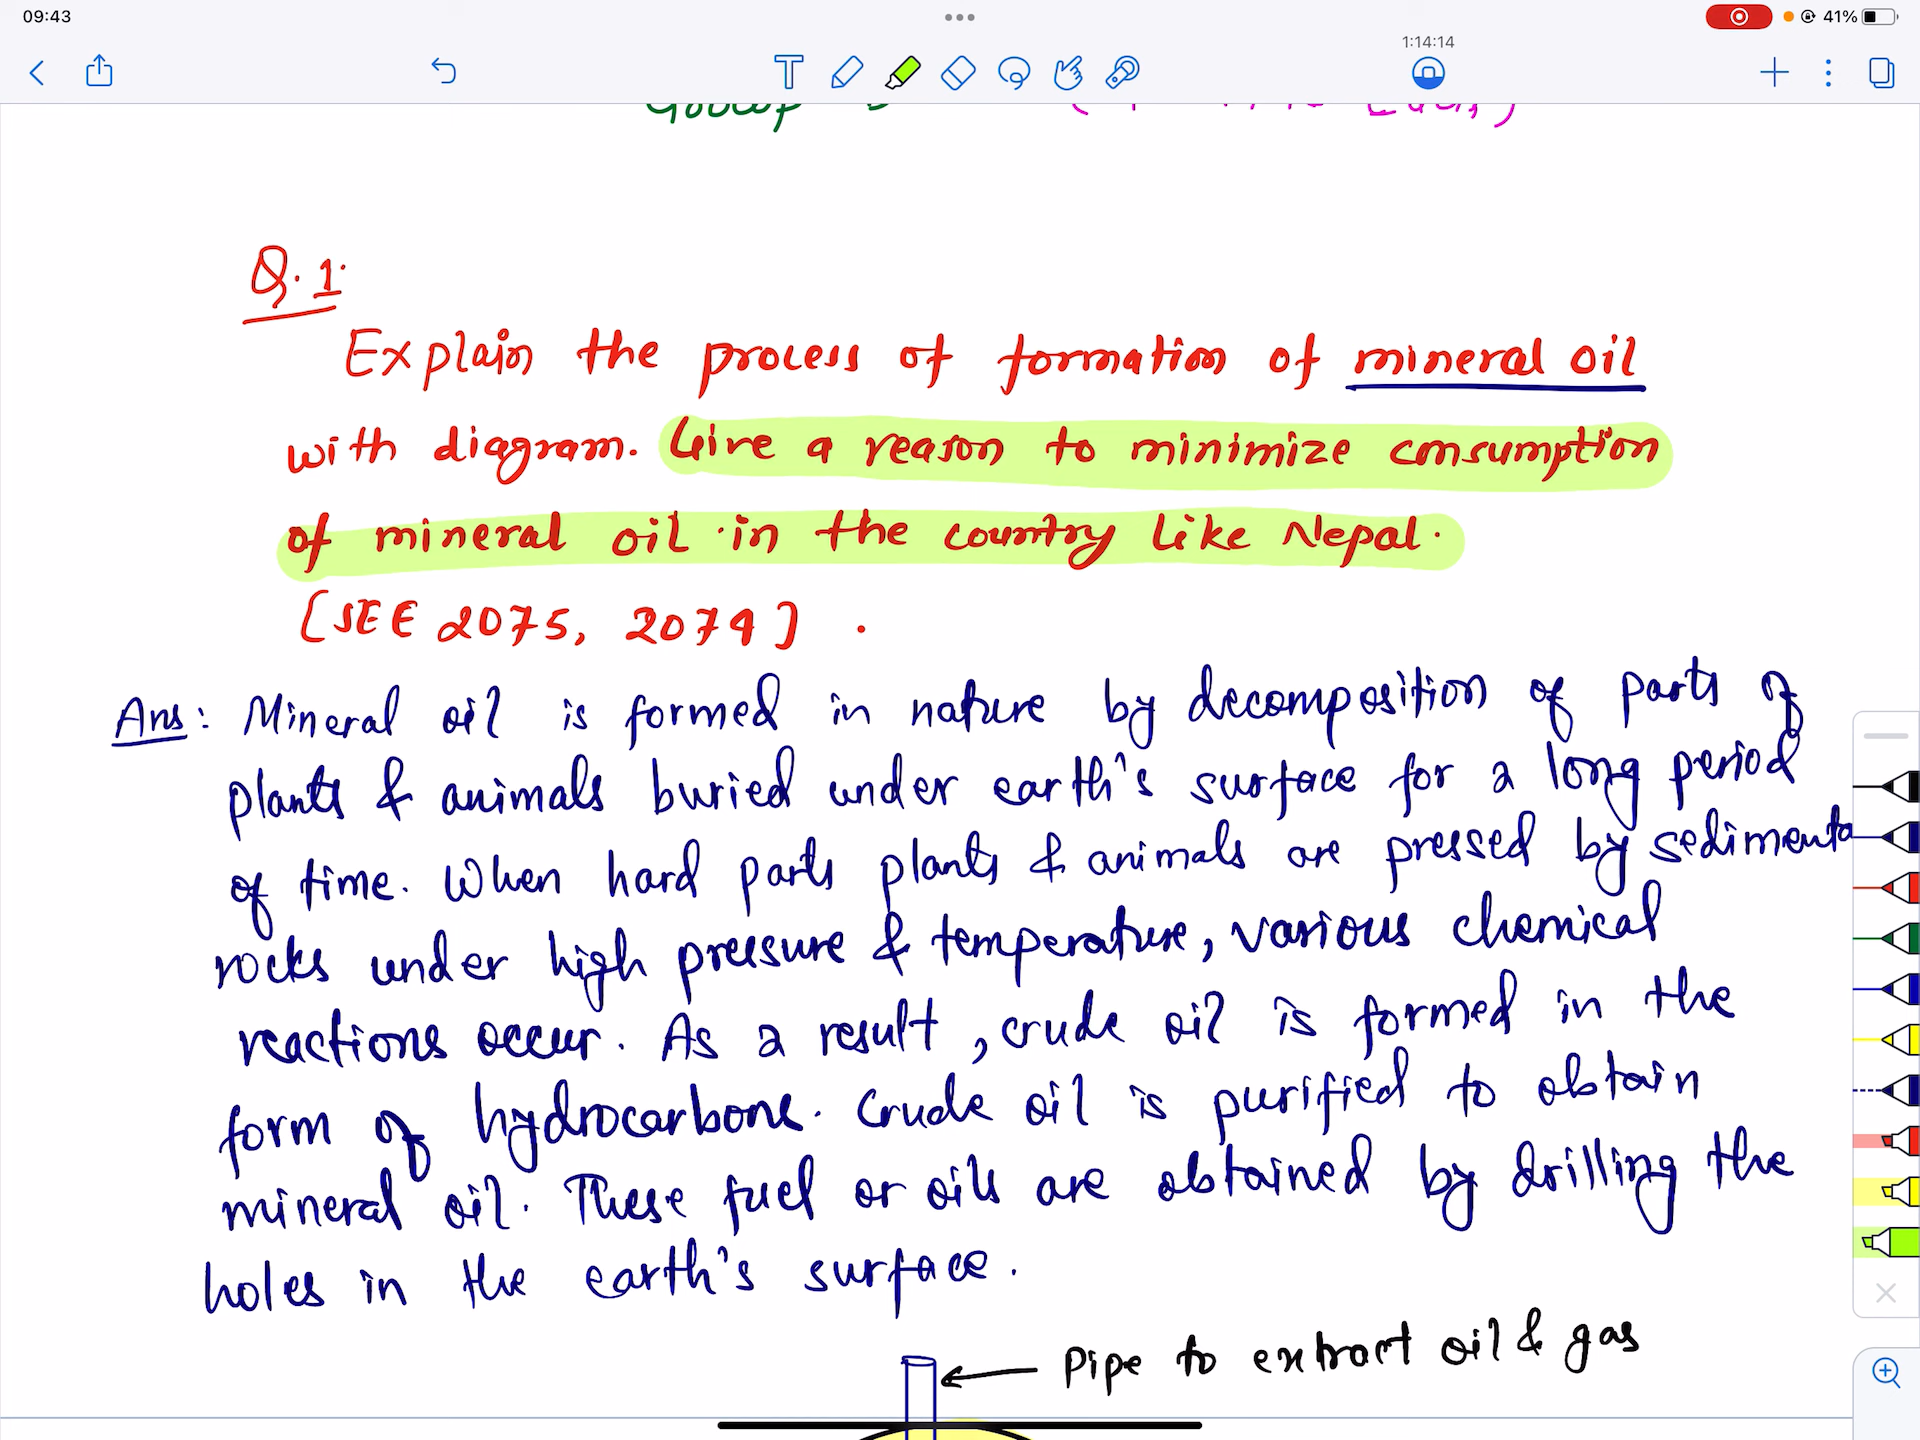 09:43
41%
1:14:14
Q.1.
Explain the process of formation of mineral oil
with diagram. Give a reason to minimize consumption
of mineral oil in the country like Nepal.
[SEE 2075, 2074] .
Ans: Mineral oil is formed in nature by decomposition of parts of
plants & animals buried under earth's surface for a long period
of time. When hard parts plants & animals are pressed by sedimenta
rocks under high pressure & temperature, various chemical
reactions occur. As a result, crude oil is formed in the
form of hydrocarbons. Crude oil is purified to obtain
mineral oil. These fuel or oils are obtained by drilling the
holes in the earth's surface.
Pipe to extract oil & gas